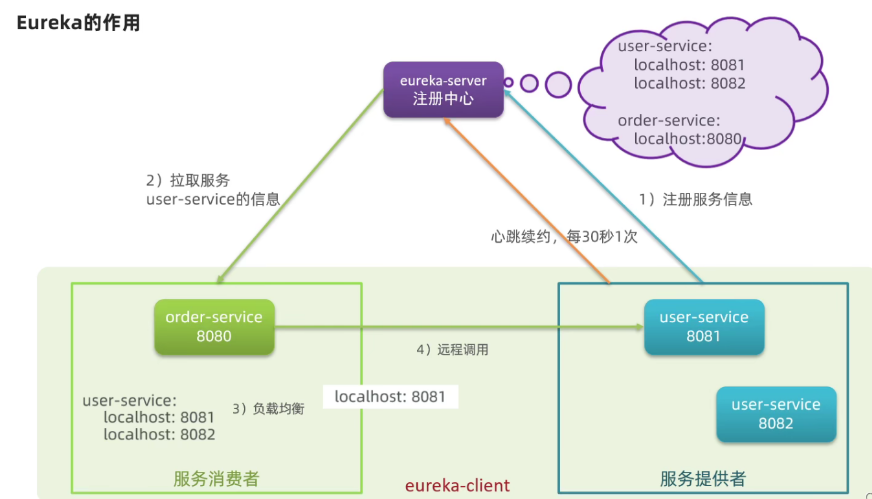 Eureka的作用
eureka-server
注册中心
user-service:
localhost: 8081
localhost: 8082
order-service:
localhost:8080
2）拉取服务
user-service的信息
1）注册服务信息
心跳续约，每30秒1次
order-service
8080
user-service
8081
4）远程调用
user-service:
localhost: 8081
localhost: 8082
3）负载均衡
localhost: 8081
user-service
8082
服务消费者
eureka-client
服务提供者